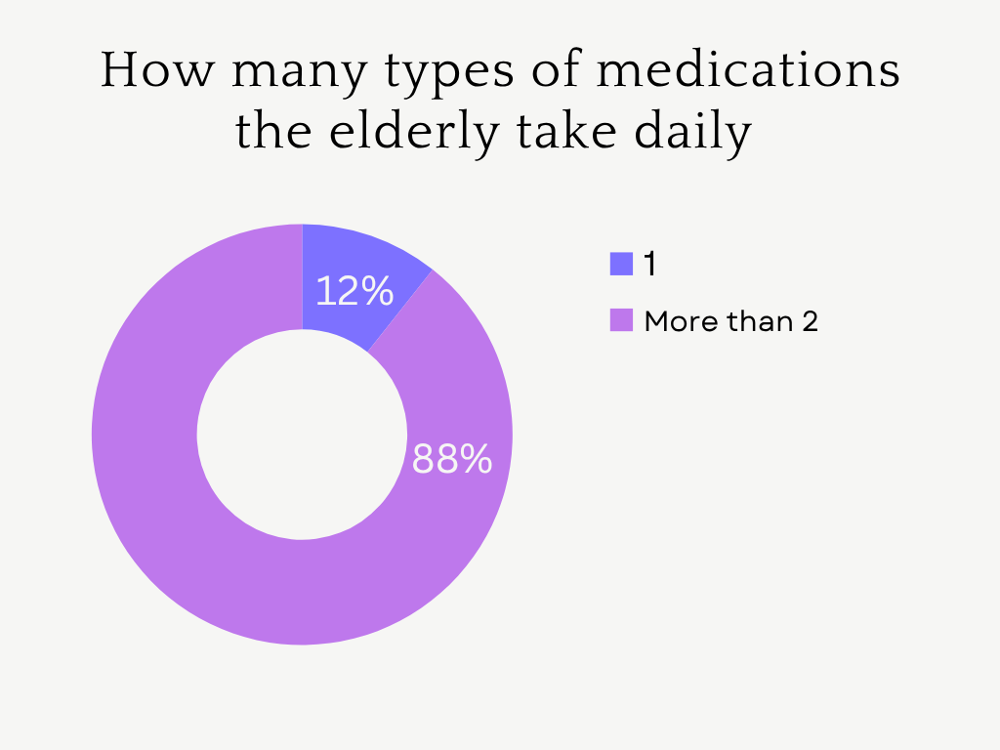 How many types of medications
the elderly take daily
12%
88%
1
More than 2